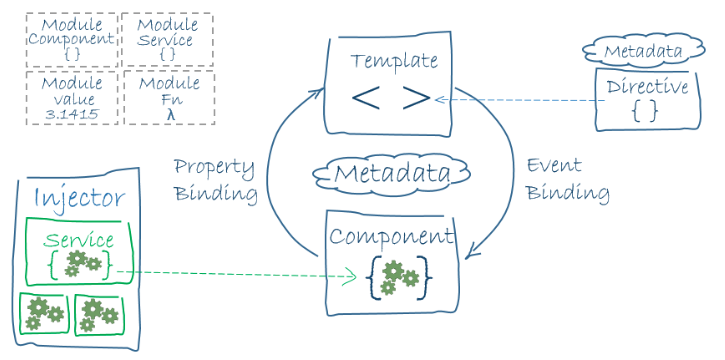 Module
Component
{ }
Module
Service
{ }
Module
value
3.1415
Module
Fn
λ
Template
< >
Metadata
Directive
{ }
Property
Binding
Metadata
Event
Binding
Injector
Service
{ }
Component
{ }